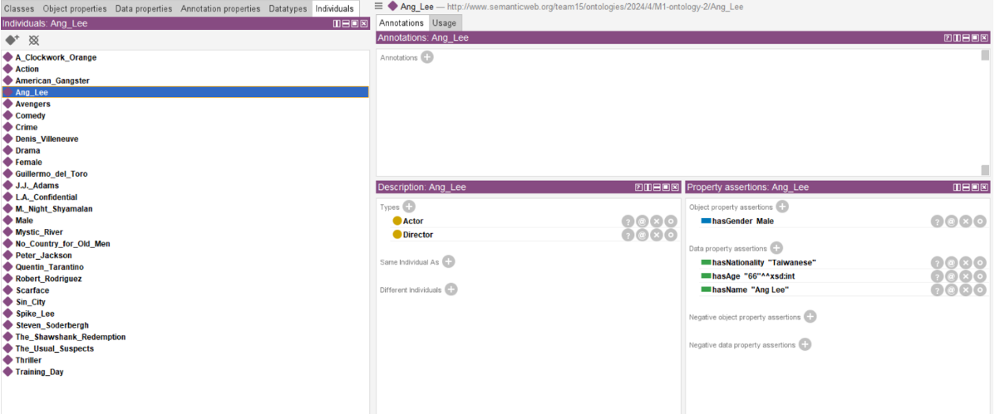 Classes Object properties Data properties Annotation properties Datatypes Individuals
Individuals: Ang_Lee
A_Clockwork_Orange
Action
American_Gangster
Ang_Lee
Avengers
Comedy
Crime
Denis_Villeneuve
Drama
Female
Guillermo_del_Toro
J.J._Adams
L.A._Confidential
M._Night_Shyamalan
Male
Mystic_River
No_Country_for_Old_Men
Peter_Jackson
Quentin_Tarantino
Robert_Rodriguez
Scarface
Sin_City
Spike_Lee
Steven_Soderbergh
The_Shawshank_Redemption
The_Usual_Suspects
Thriller
Training_Day
Ang_Lee — http://www.semanticweb.org/team15/ontologies/2024/4/M1-ontology-2/Ang_Lee
Annotations Usage
Annotations: Ang_Lee
Annotations
Description: Ang_Lee
Types
Actor
Director
Same Individual As
Different Individuals
Property assertions: Ang_Lee
Object property assertions
hasGender Male
Data property assertions
hasNationality "Taiwanese"
hasAge "66"^^xsd:int
hasName "Ang Lee"
Negative object property assertions
Negative data property assertions